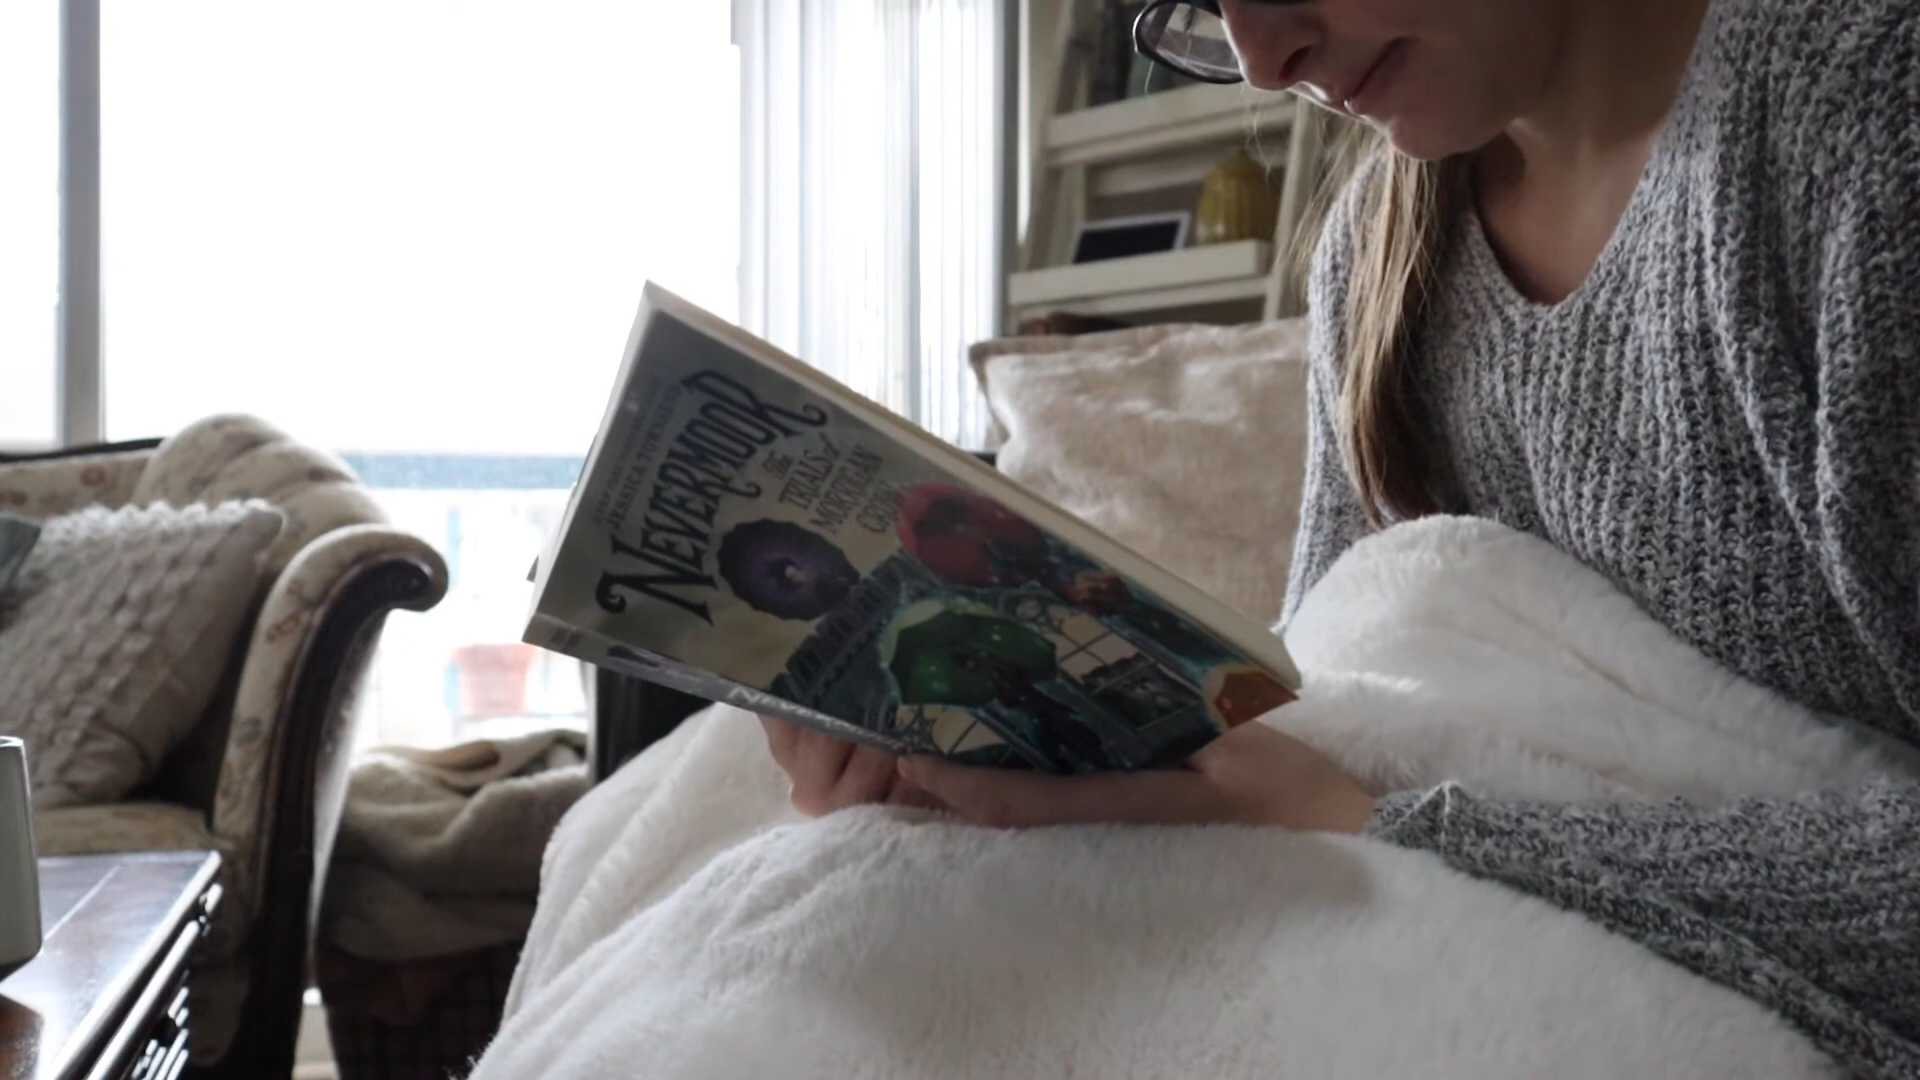 JESSICA TOWNSEND
NEVERMOOR
The
TRIALS of
MORRIGAN
CROW
NEVERMOOR